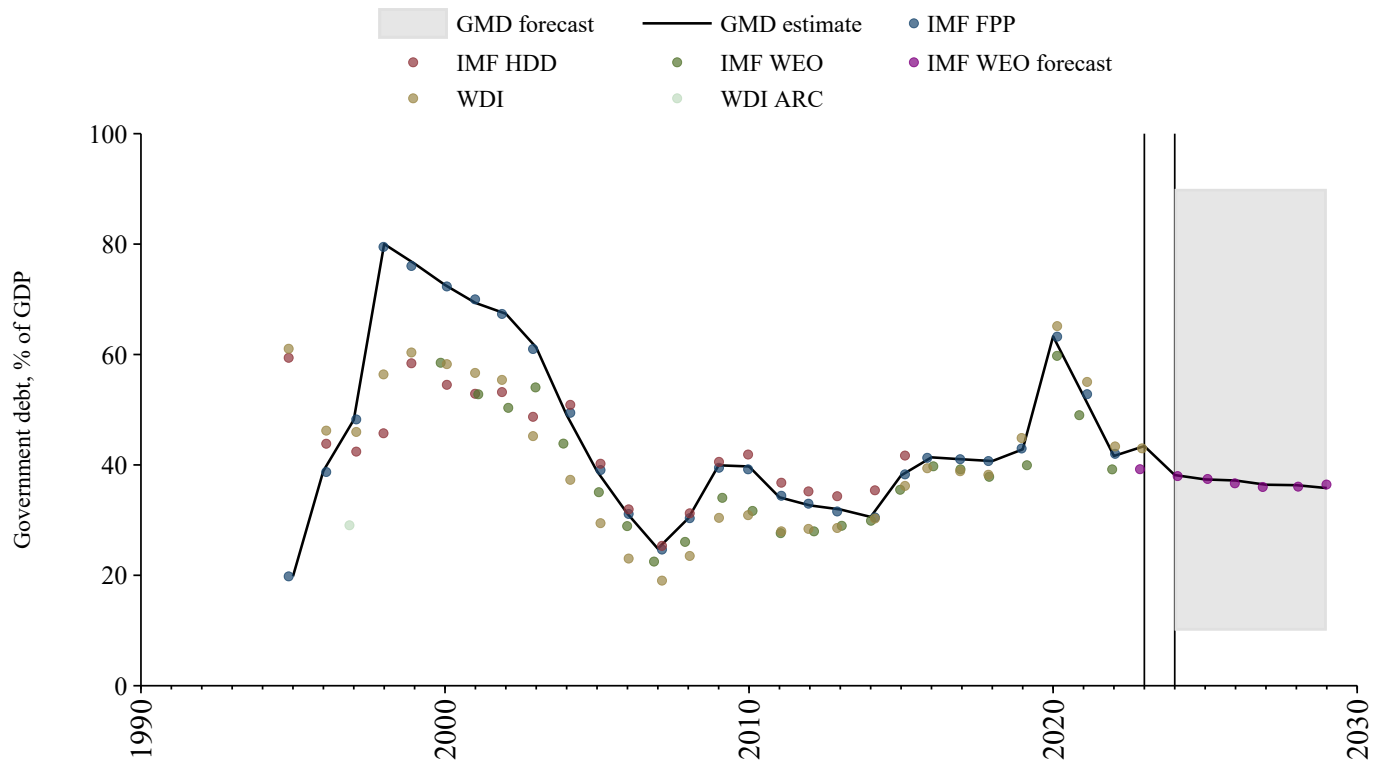 GMD forecast GMD estimate IMF FPP
IMF HDD IMF WEO IMF WEO forecast
WDI WDI ARC
Government debt, % of GDP
100
80
60
40
20
0
1990 2000 2010 2020 2030